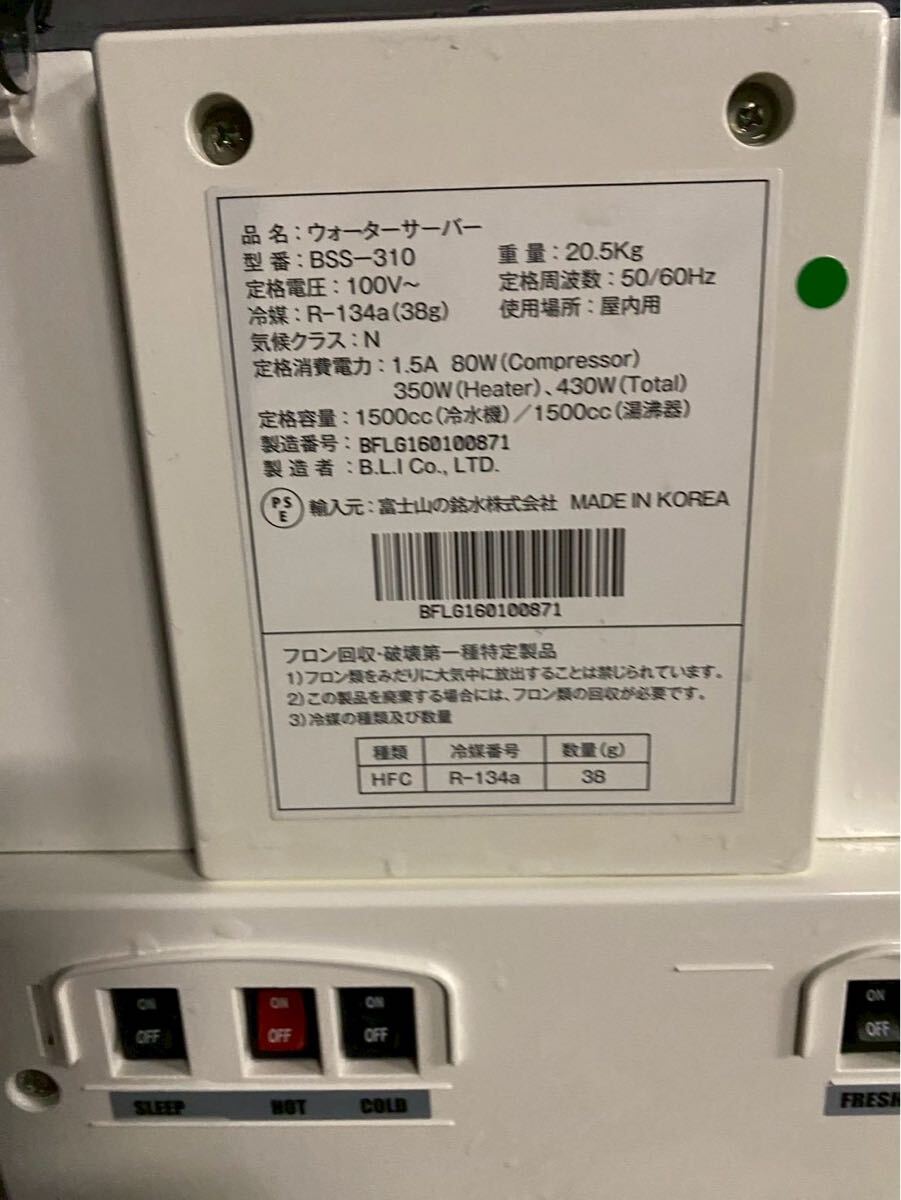 品 名：ウォーターサーバー
型 番：BSS-310 重 量：20.5Kg
定格電圧：100V～ 定格周波数：50/60Hz
冷媒：R-134a(38g) 使用場所：屋内用
気候クラス：N
定格消費電力：1.5A 80W(Compressor)
350W(Heater)、430W(Total)
定格容量：1500cc(冷水機)／1500cc(湯沸器)
製造番号：BFLG160100871
製 造 者：B.L.I Co., LTD.
PS E 輸入元：富士山の銘水株式会社 MADE IN KOREA
BFLG160100871
フロン回収・破壊第一種特定製品
1)フロン類をみだりに大気中に放出することは禁じられています。
2)この製品を廃棄する場合には、フロン類の回収が必要です。
3)冷媒の種類及び数量
種類 冷媒番号 数量(g)
HFC R-134a 38
ON ON ON ON
OFF OFF OFF OFF
SLEEP HOT COLD FRESH